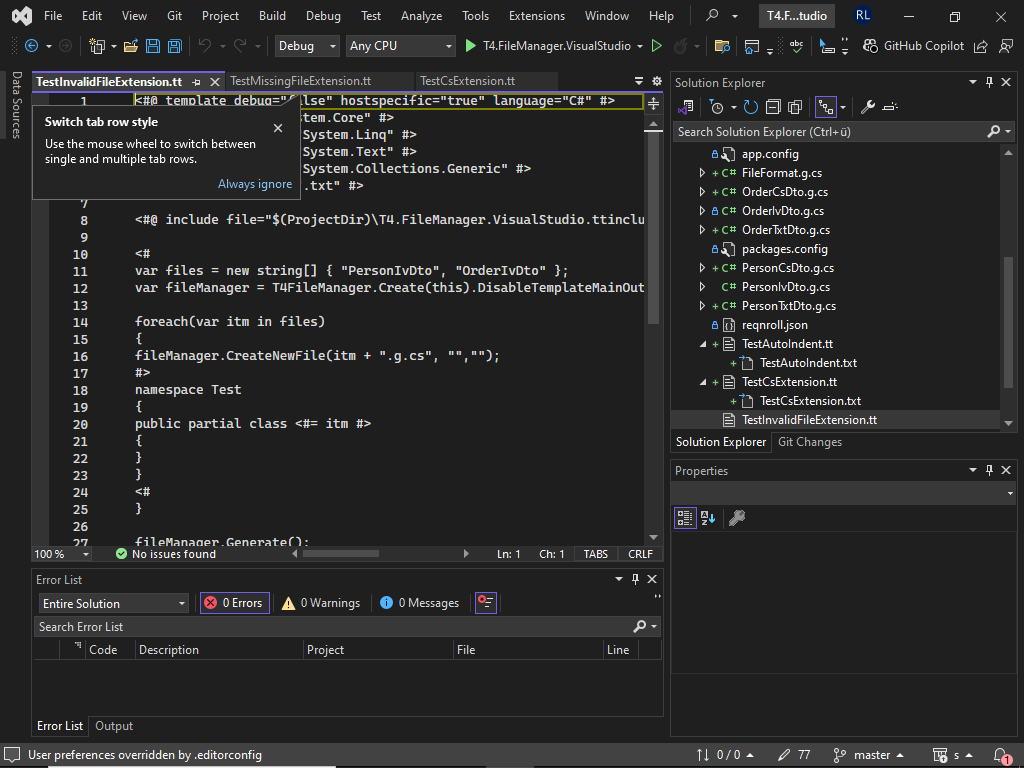 File Edit View Git Project Build Debug Test Analyze Tools Extensions Window Help T4.F...tudio RL
Debug Any CPU T4.FileManager.VisualStudio abc GitHub Copilot
Data Sources
TestInvalidFileExtension.tt TestMissingFileExtension.tt TestCsExtension.tt
1 <#@ template debug="false" hostspecific="true" language="C#" #>
Switch tab row style
Use the mouse wheel to switch between
single and multiple tab rows.
Always ignore
tem.Core" #>
System.Linq" #>
System.Text" #>
System.Collections.Generic" #>
.txt" #>
7
8 <#@ include file="$(ProjectDir)\T4.FileManager.VisualStudio.ttinclu
9
10 <#
11 var files = new string[] { "PersonIvDto", "OrderIvDto" };
12 var fileManager = T4FileManager.Create(this).DisableTemplateMainOut
13
14 foreach(var itm in files)
15 {
16 fileManager.CreateNewFile(itm + ".g.cs", "","");
17 #>
18 namespace Test
19 {
20 public partial class <#= itm #>
21 {
22 }
23 }
24 <#
25 }
26
27 fileManager.Generate();
100 % No issues found Ln: 1 Ch: 1 TABS CRLF
Solution Explorer
Search Solution Explorer (Ctrl+ü)
app.config
C# FileFormat.g.cs
C# OrderCsDto.g.cs
C# OrderIvDto.g.cs
C# OrderTxtDto.g.cs
packages.config
C# PersonCsDto.g.cs
C# PersonIvDto.g.cs
C# PersonTxtDto.g.cs
reqnroll.json
TestAutoIndent.tt
TestAutoIndent.txt
TestCsExtension.tt
TestCsExtension.txt
TestInvalidFileExtension.tt
Solution Explorer Git Changes
Properties
Error List
Entire Solution 0 Errors 0 Warnings 0 Messages
Search Error List
Code Description Project File Line
Error List Output
User preferences overridden by .editorconfig 0 / 0 77 master s 1